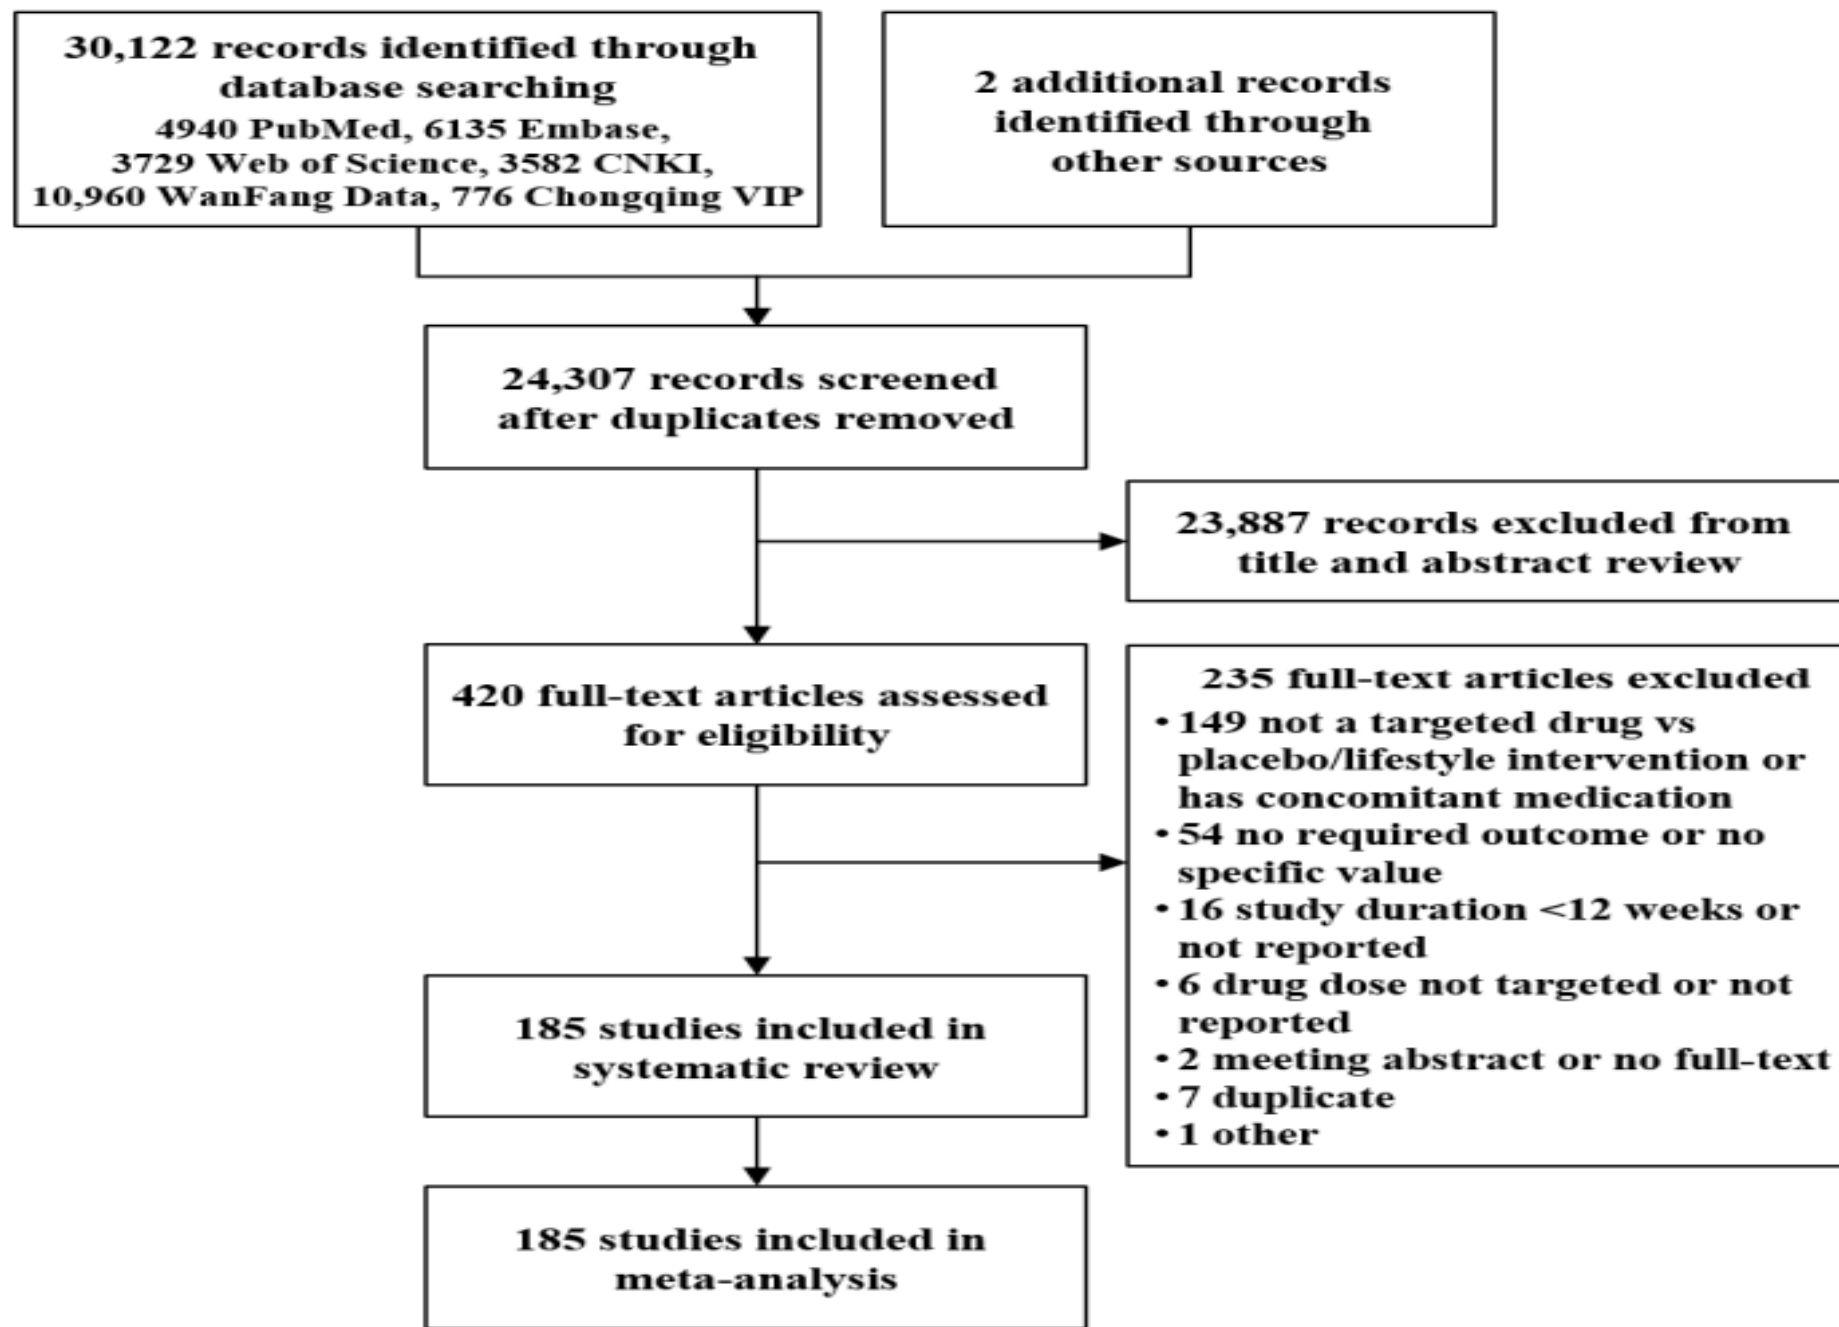 30,122 records identified through
database searching
4940 PubMed, 6135 Embase,
3729 Web of Science, 3582 CNKI,
10,960 WanFang Data, 776 Chongqing VIP
2 additional records
identified through
other sources
24,307 records screened
after duplicates removed
23,887 records excluded from
title and abstract review
420 full-text articles assessed
for eligibility
235 full-text articles excluded
• 149 not a targeted drug vs
placebo/lifestyle intervention or
has concomitant medication
• 54 no required outcome or no
specific value
• 16 study duration <12 weeks or
not reported
• 6 drug dose not targeted or not
reported
• 2 meeting abstract or no full-text
• 7 duplicate
• 1 other
185 studies included in
systematic review
185 studies included in
meta-analysis